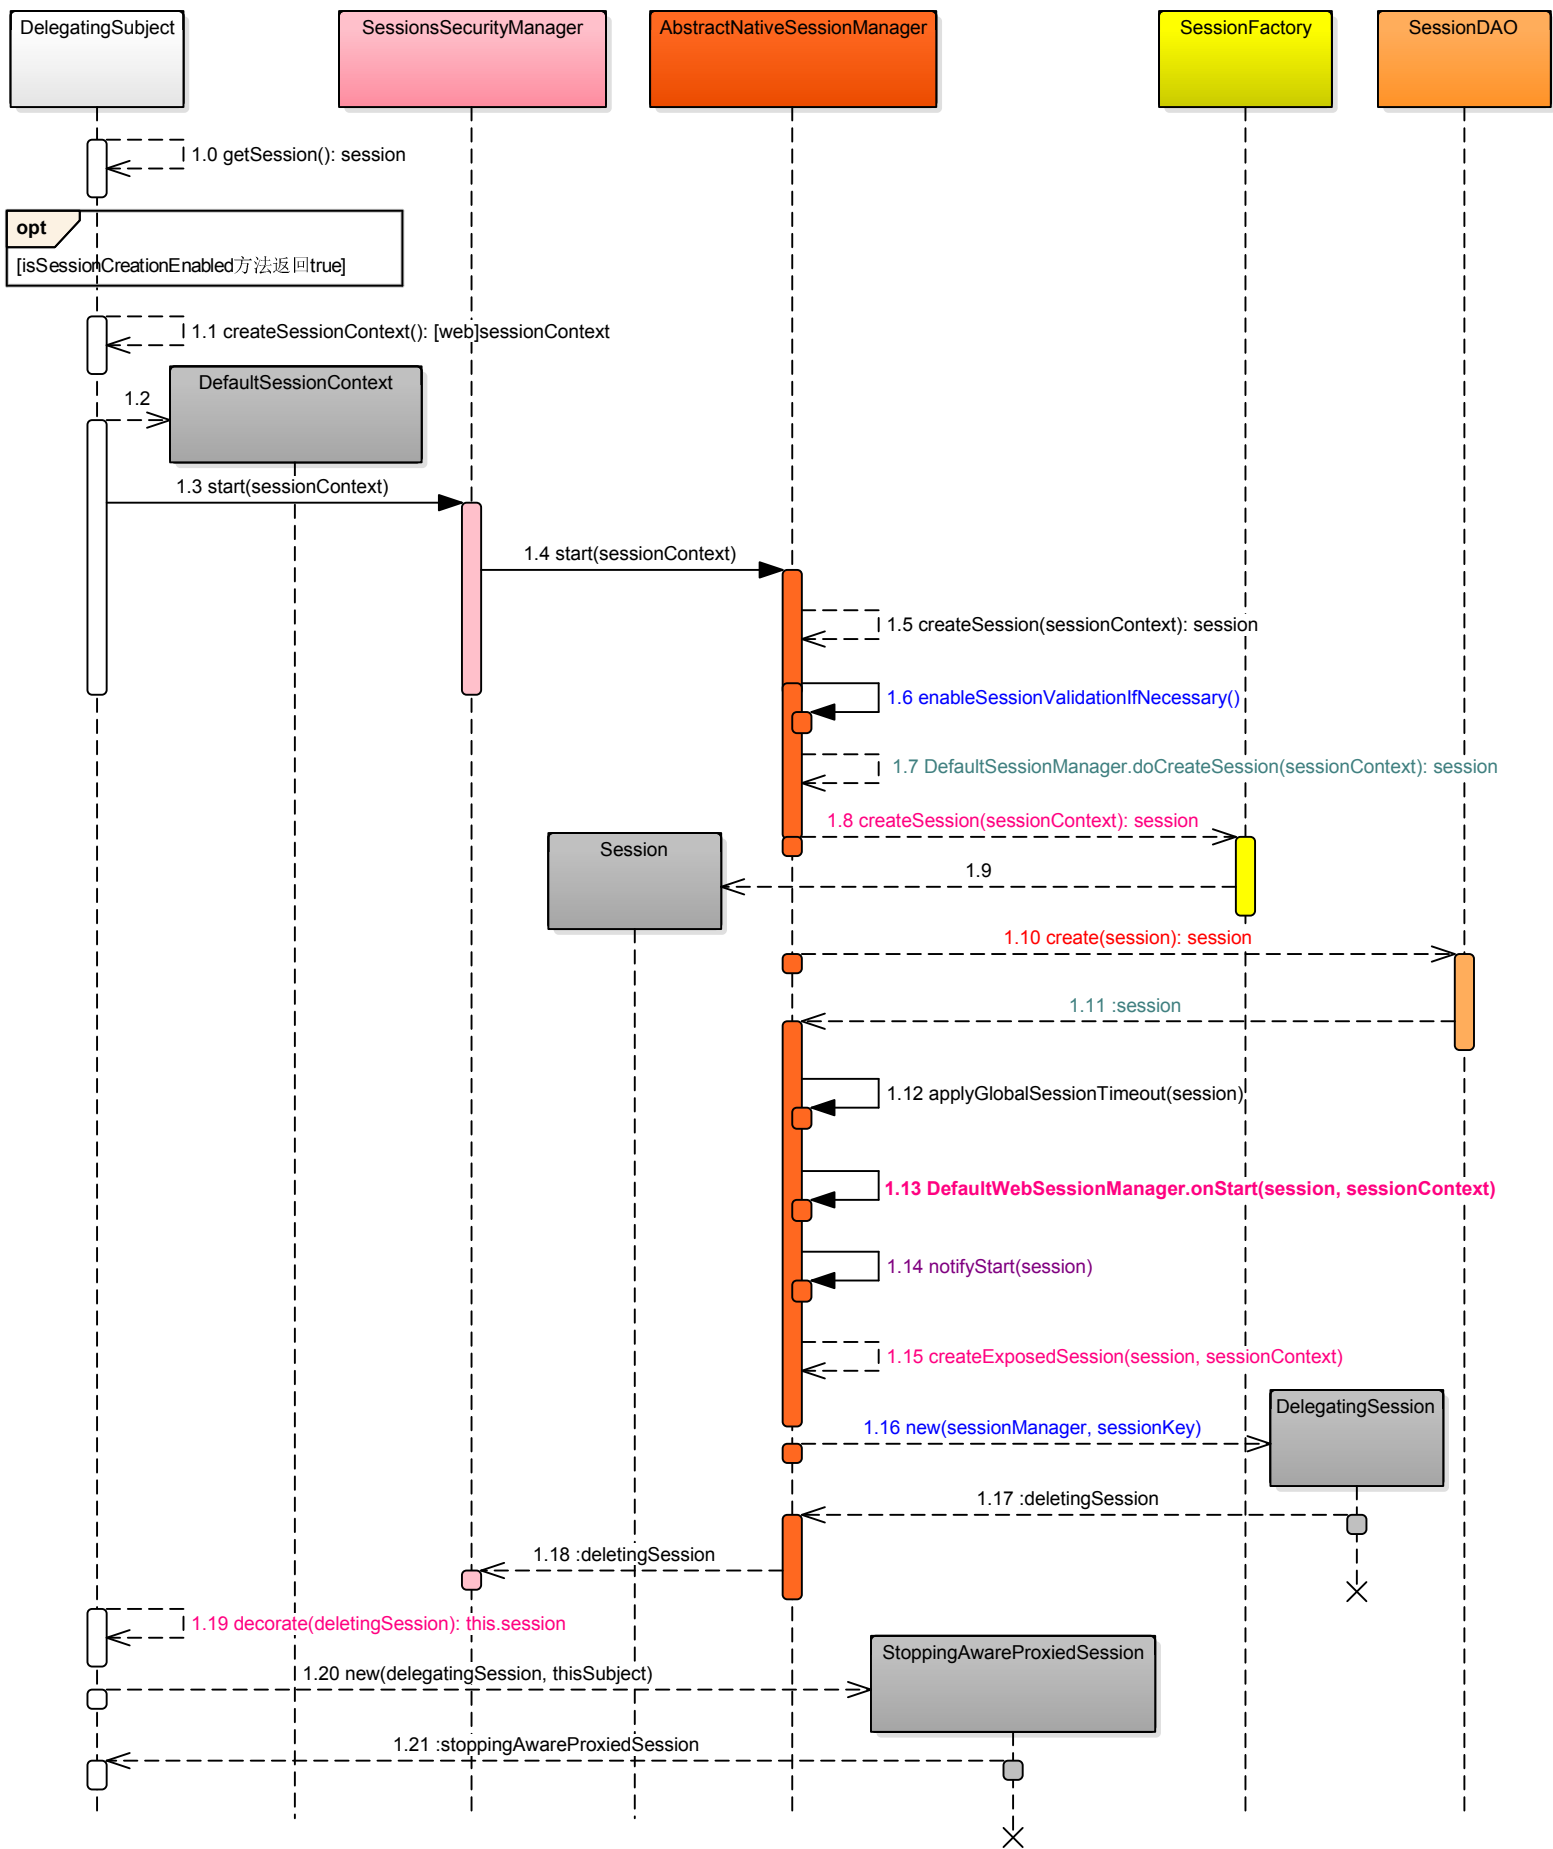 DelegatingSubject
SessionsSecurityManager
AbstractNativeSessionManager
SessionFactory
SessionDAO
1.0 getSession(): session
opt
[isSessionCreationEnabled方法返回true]
1.1 createSessionContext(): [web]sessionContext
DefaultSessionContext
1.2
1.3 start(sessionContext)
1.4 start(sessionContext)
1.5 createSession(sessionContext): session
1.6 enableSessionValidationIfNecessary()
1.7 DefaultSessionManager.doCreateSession(sessionContext): session
1.8 createSession(sessionContext): session
Session
1.9
1.10 create(session): session
1.11 :session
1.12 applyGlobalSessionTimeout(session)
1.13 DefaultWebSessionManager.onStart(session, sessionContext)
1.14 notifyStart(session)
1.15 createExposedSession(session, sessionContext)
DelegatingSession
1.16 new(sessionManager, sessionKey)
1.17 :deletingSession
1.18 :deletingSession
1.19 decorate(deletingSession): this.session
StoppingAwareProxiedSession
1.20 new(delegatingSession, thisSubject)
1.21 :stoppingAwareProxiedSession